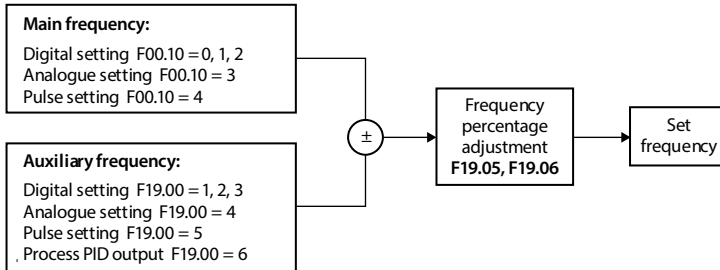 Main frequency:
Digital setting F00.10 = 0, 1, 2
Analogue setting F00.10 = 3
Pulse setting F00.10 = 4
Auxiliary frequency:
Digital setting F19.00 = 1, 2, 3
Analogue setting F19.00 = 4
Pulse setting F19.00 = 5
Process PID output F19.00 = 6
±
Frequency
percentage
adjustment
F19.05, F19.06
Set
frequency